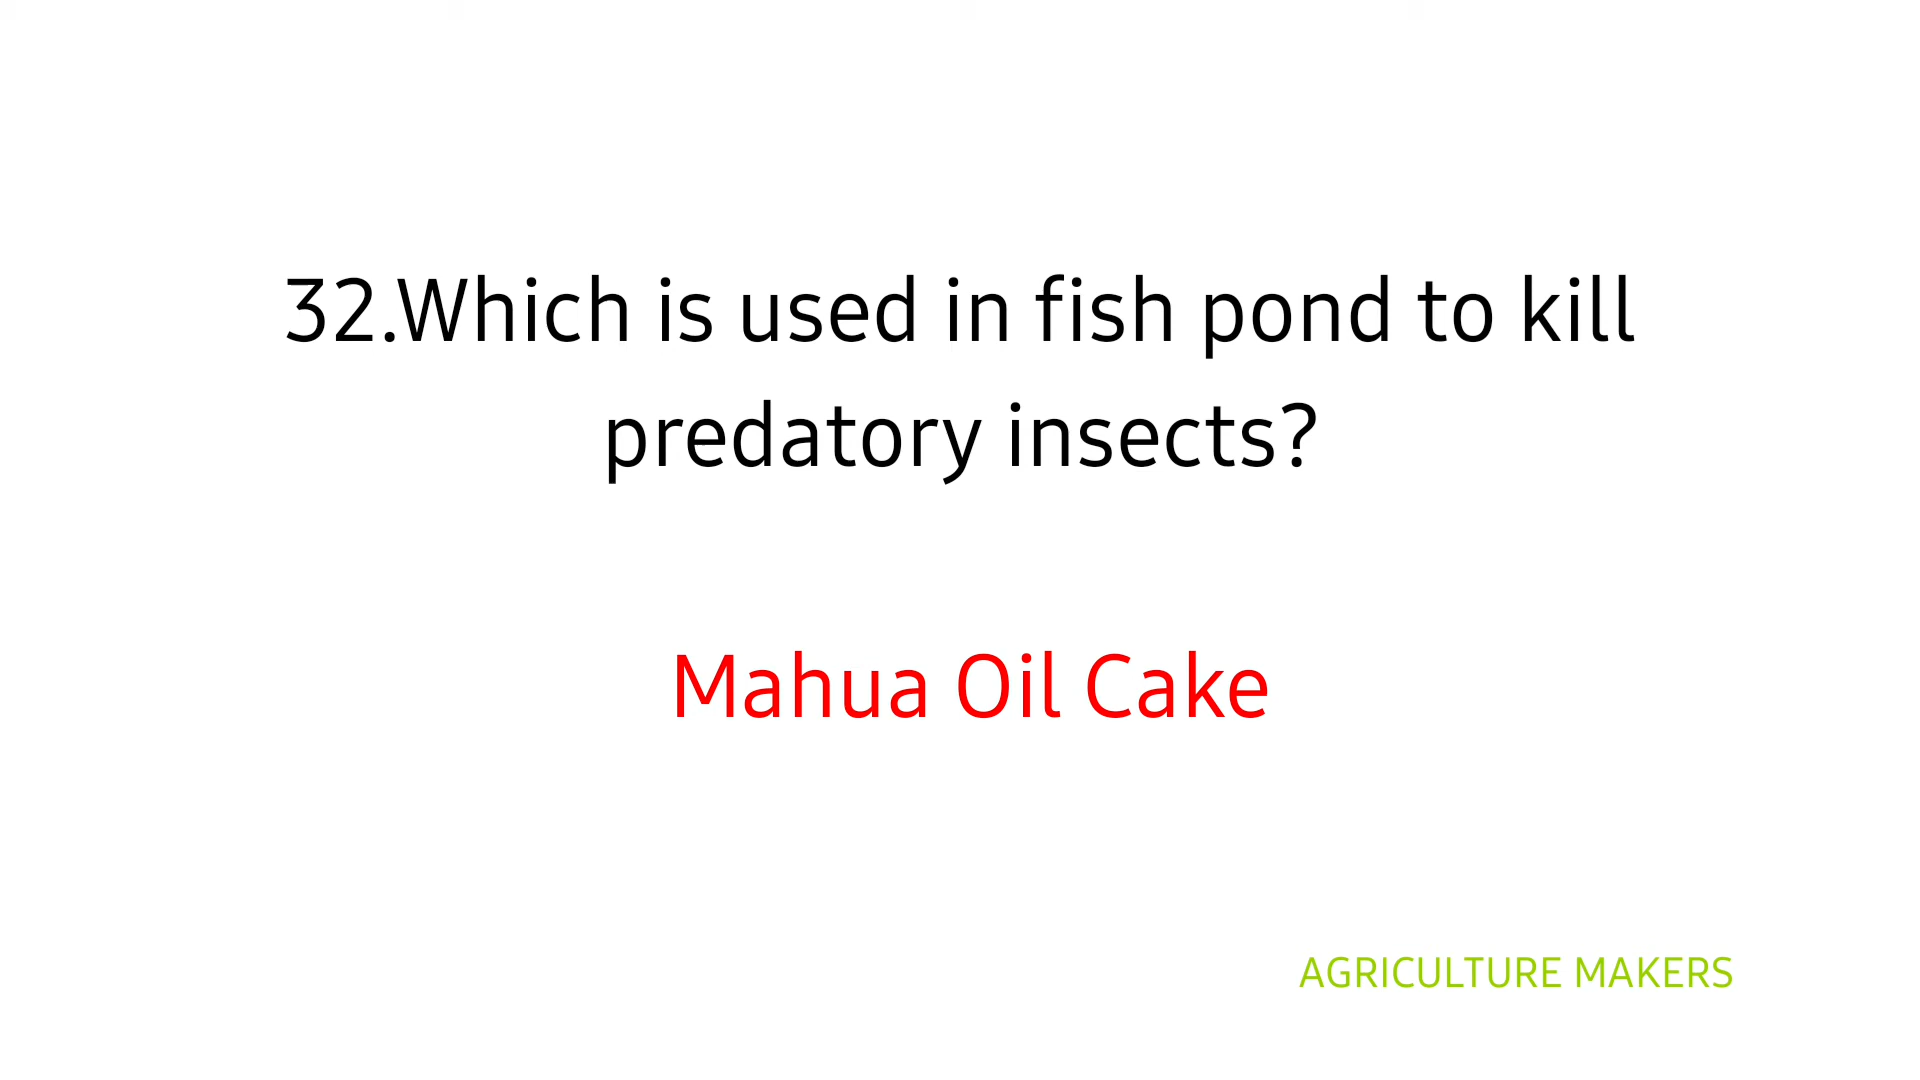 32.Which is used in fish pond to kill
predatory insects?
Mahua Oil Cake
AGRICULTURE MAKERS